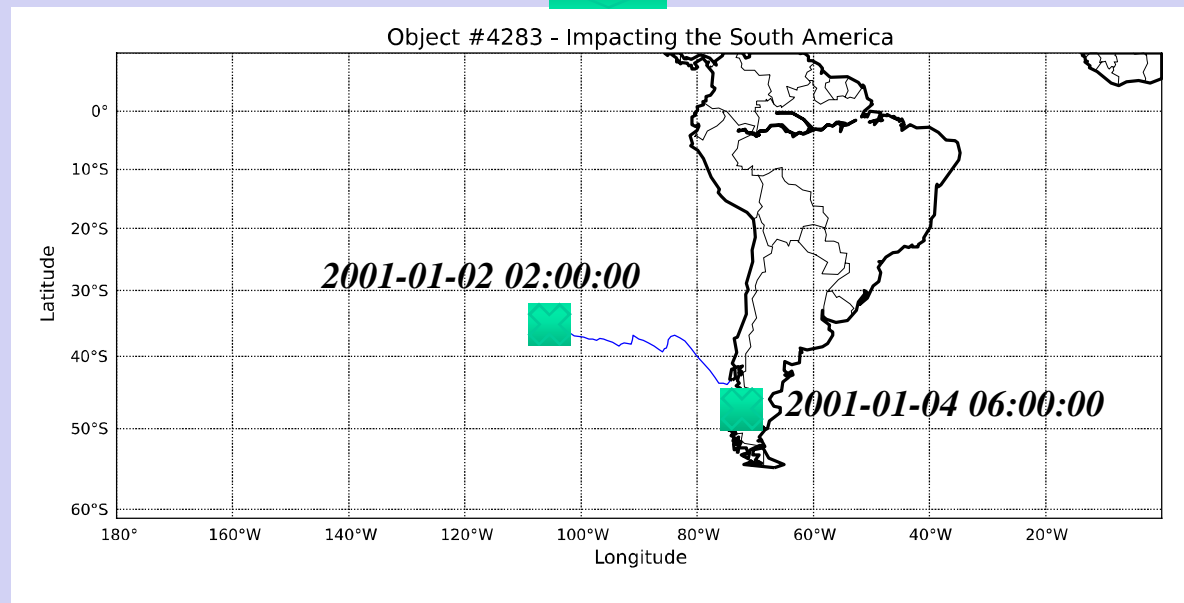 Object #4283 - Impacting the South America
0°
10°S
20°S
2001-01-02 02:00:00
30°S
40°S
2001-01-04 06:00:00
50°S
60°S
Latitude
180°
160°W
140°W
120°W
100°W
80°W
60°W
40°W
20°W
Longitude